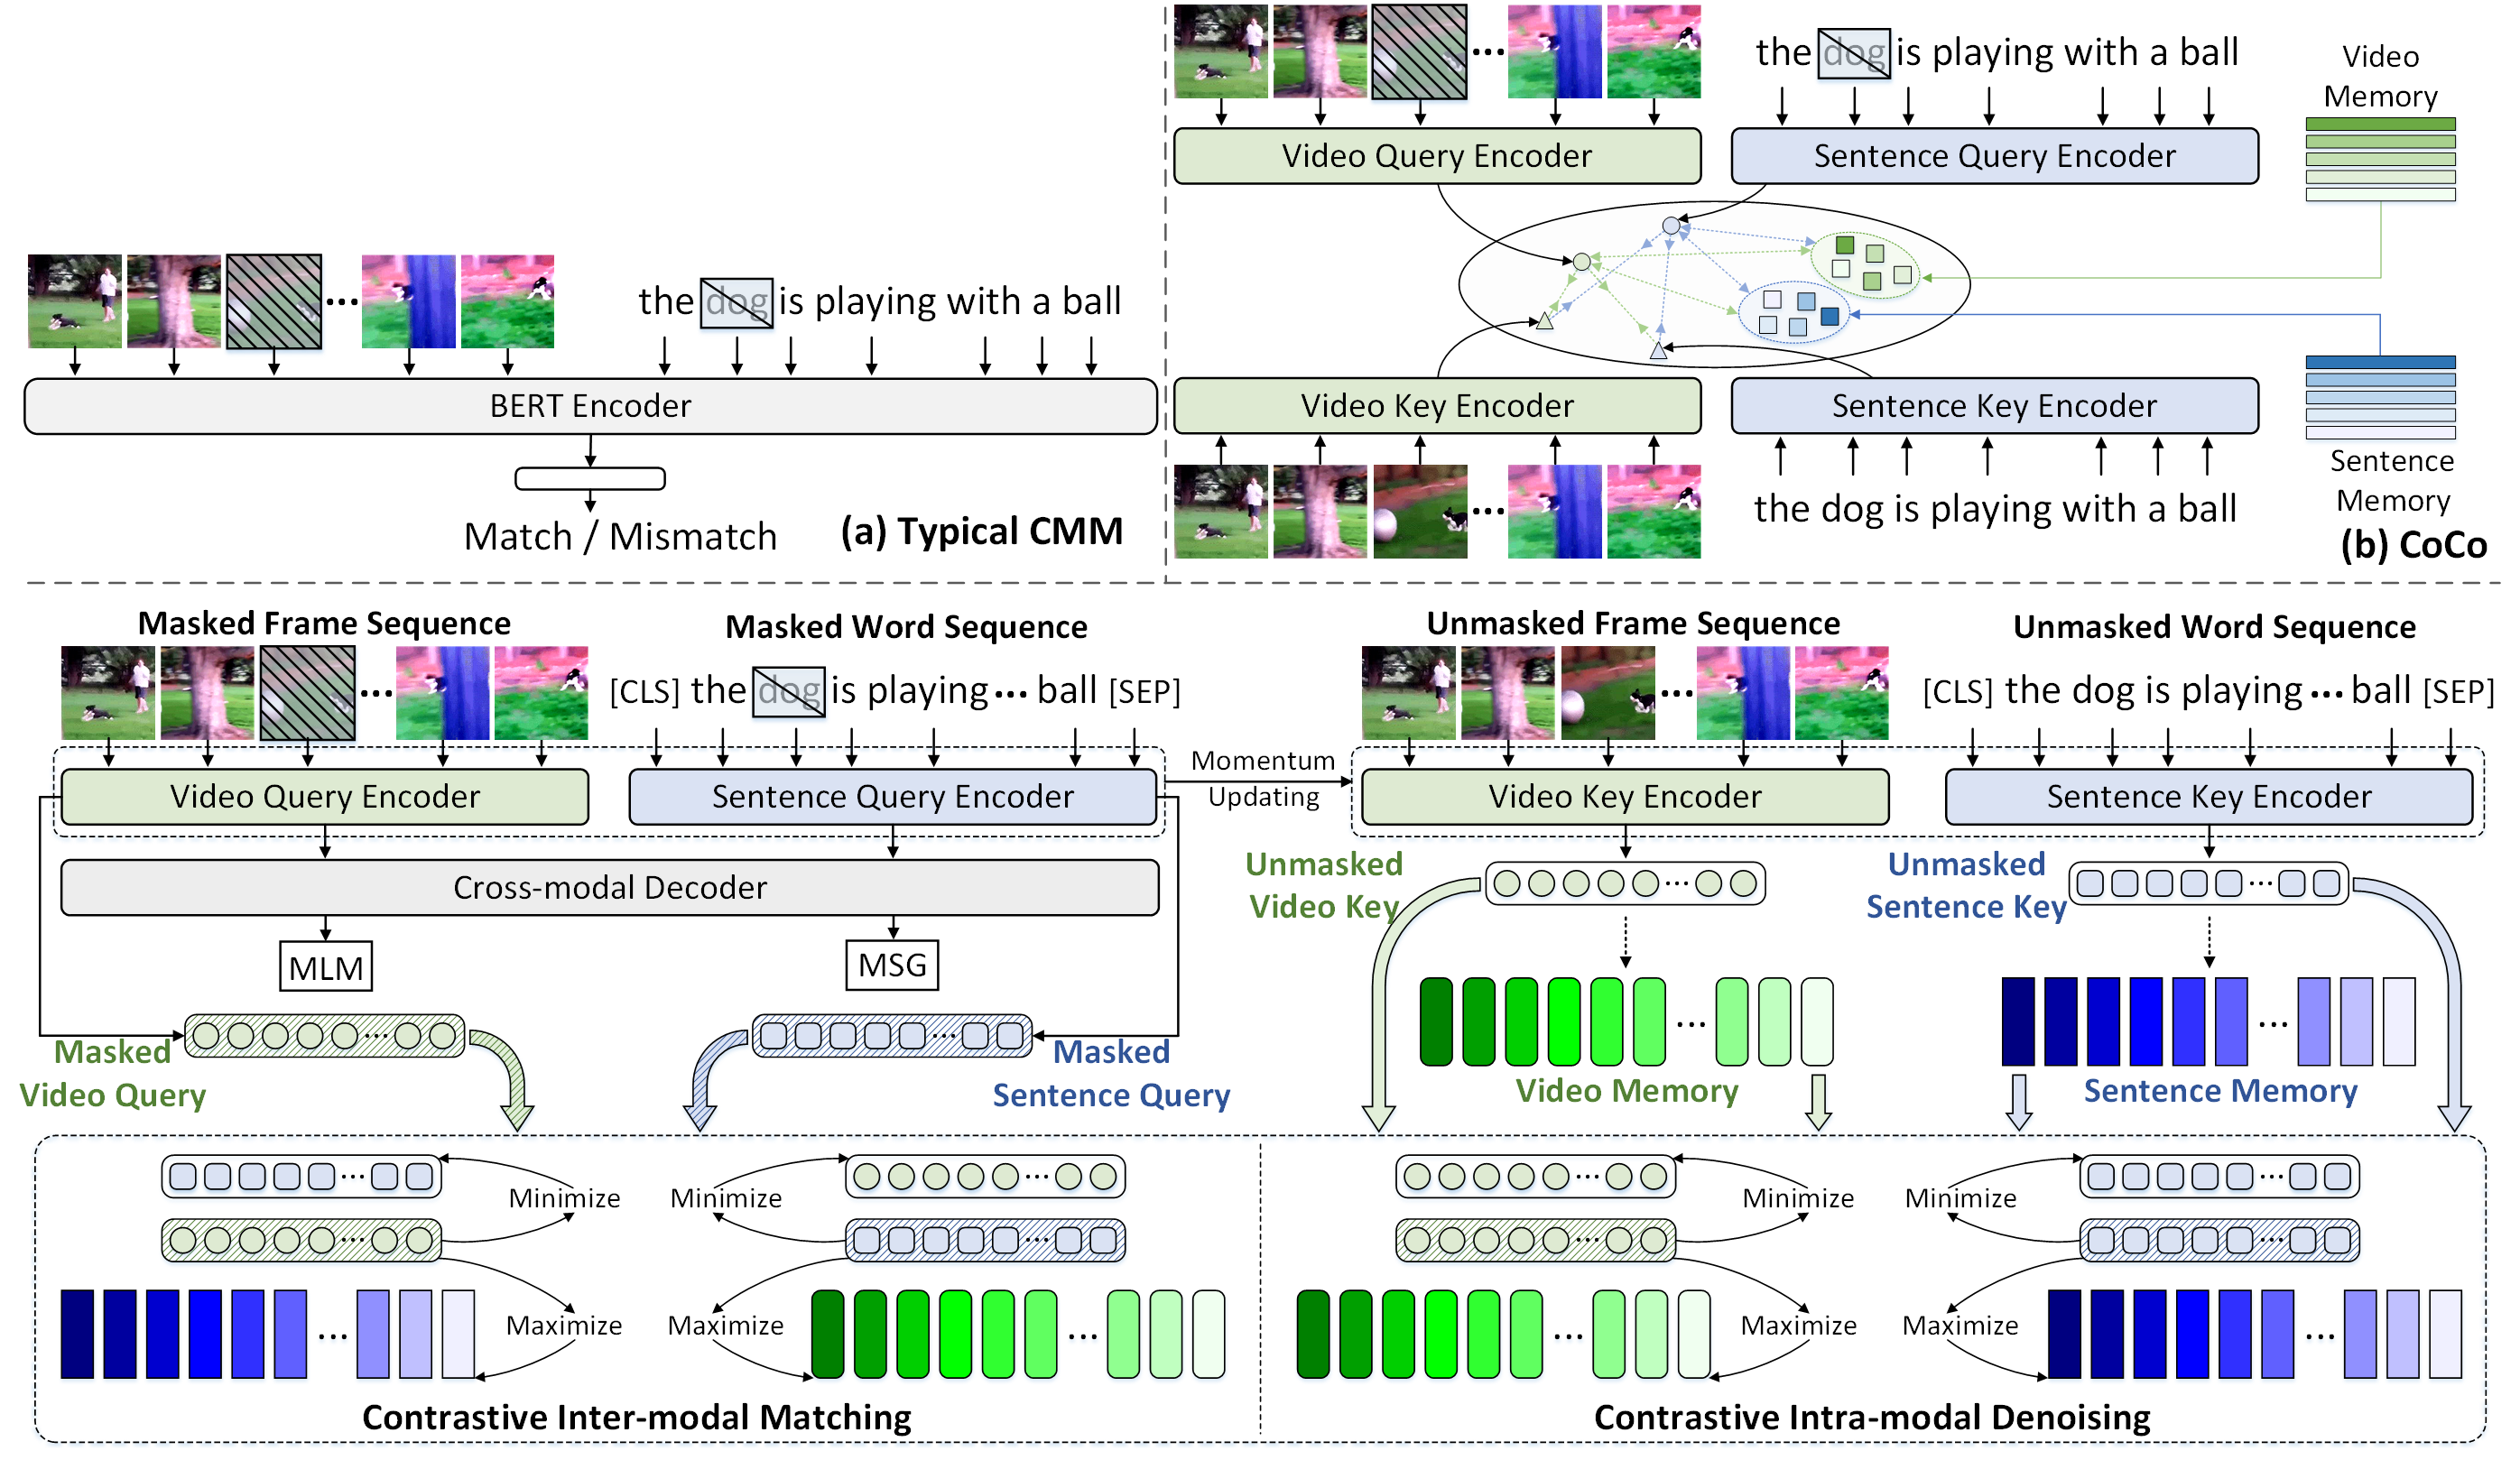 the dog is playing with a ball
BERT Encoder
Match / Mismatch
(a) Typical CMM
the dog is playing with a ball
Video Query Encoder
Sentence Query Encoder
Video
Memory
Video Key Encoder
Sentence Key Encoder
the dog is playing with a ball
Sentence
Memory
(b) CoCo
Masked Frame Sequence
Masked Word Sequence
[CLS] the dog is playing ••• ball [SEP]
Video Query Encoder
Sentence Query Encoder
Momentum
Updating
Cross-modal Decoder
MLM
MSG
Masked
Video Query
Masked
Sentence Query
Unmasked Frame Sequence
Unmasked Word Sequence
[CLS] the dog is playing ••• ball [SEP]
Video Key Encoder
Sentence Key Encoder
Unmasked
Video Key
Unmasked
Sentence Key
Video Memory
Sentence Memory
Minimize
Minimize
Maximize
Maximize
Contrastive Inter-modal Matching
Minimize
Minimize
Maximize
Maximize
Contrastive Intra-modal Denoising